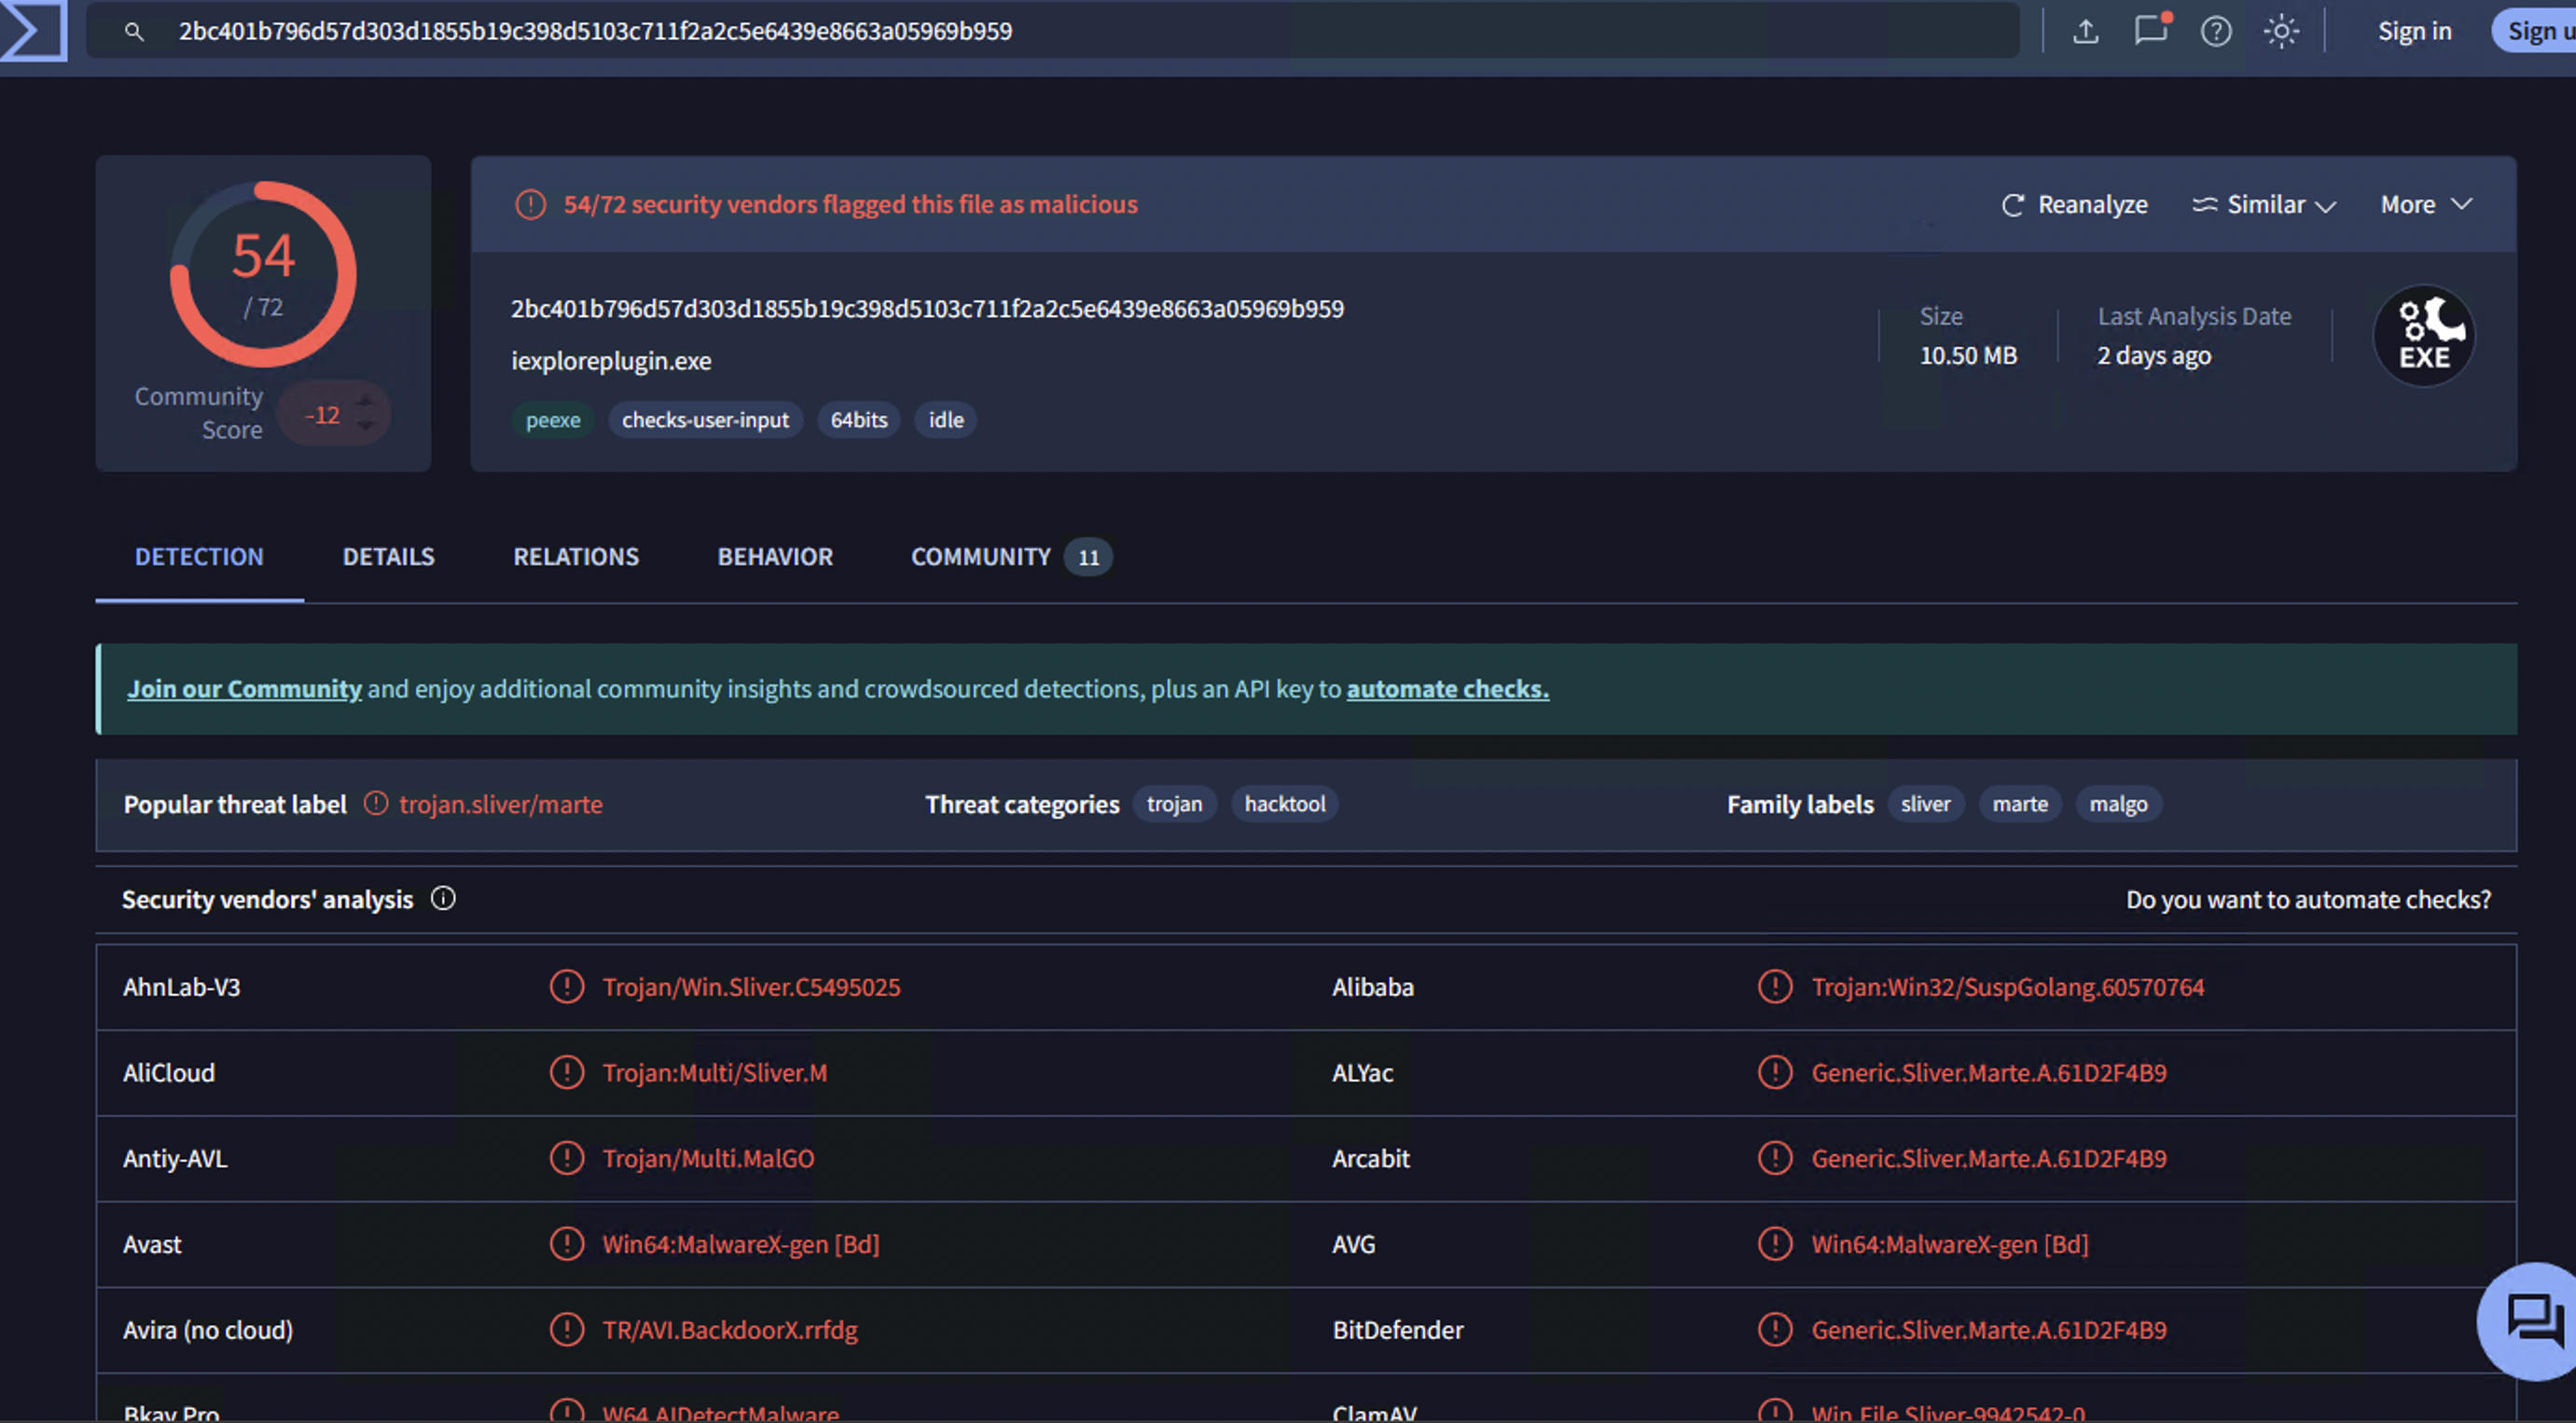 2bc401b796d57d303d1855b19c398d5103c711f2a2c5e6439e8663a05969b959
Sign in
Sign u
54
/ 72
Community
Score
-12
54/72 security vendors flagged this file as malicious
Reanalyze
Similar
More
2bc401b796d57d303d1855b19c398d5103c711f2a2c5e6439e8663a05969b959
iexploreplugin.exe
peexe
checks-user-input
64bits
idle
Size
10.50 MB
Last Analysis Date
2 days ago
EXE
DETECTION
DETAILS
RELATIONS
BEHAVIOR
COMMUNITY 11
Join our Community and enjoy additional community insights and crowdsourced detections, plus an API key to automate checks.
Popular threat label trojan.sliver/marte
Threat categories trojan hacktool
Family labels sliver marte malgo
Security vendors' analysis
Do you want to automate checks?
AhnLab-V3 Trojan/Win.Sliver.C5495025
Alibaba Trojan:Win32/SuspGolang.60570764
AliCloud Trojan:Multi/Sliver.M
ALYac Generic.Sliver.Marte.A.61D2F4B9
Antiy-AVL Trojan/Multi.MalGO
Arcabit Generic.Sliver.Marte.A.61D2F4B9
Avast Win64:MalwareX-gen [Bd]
AVG Win64:MalwareX-gen [Bd]
Avira (no cloud) TR/AVI.BackdoorX.rrfdg
BitDefender Generic.Sliver.Marte.A.61D2F4B9
Bkav Pro W64.AIDetectMalware
ClamAV Win.File.Sliver-9942542-0